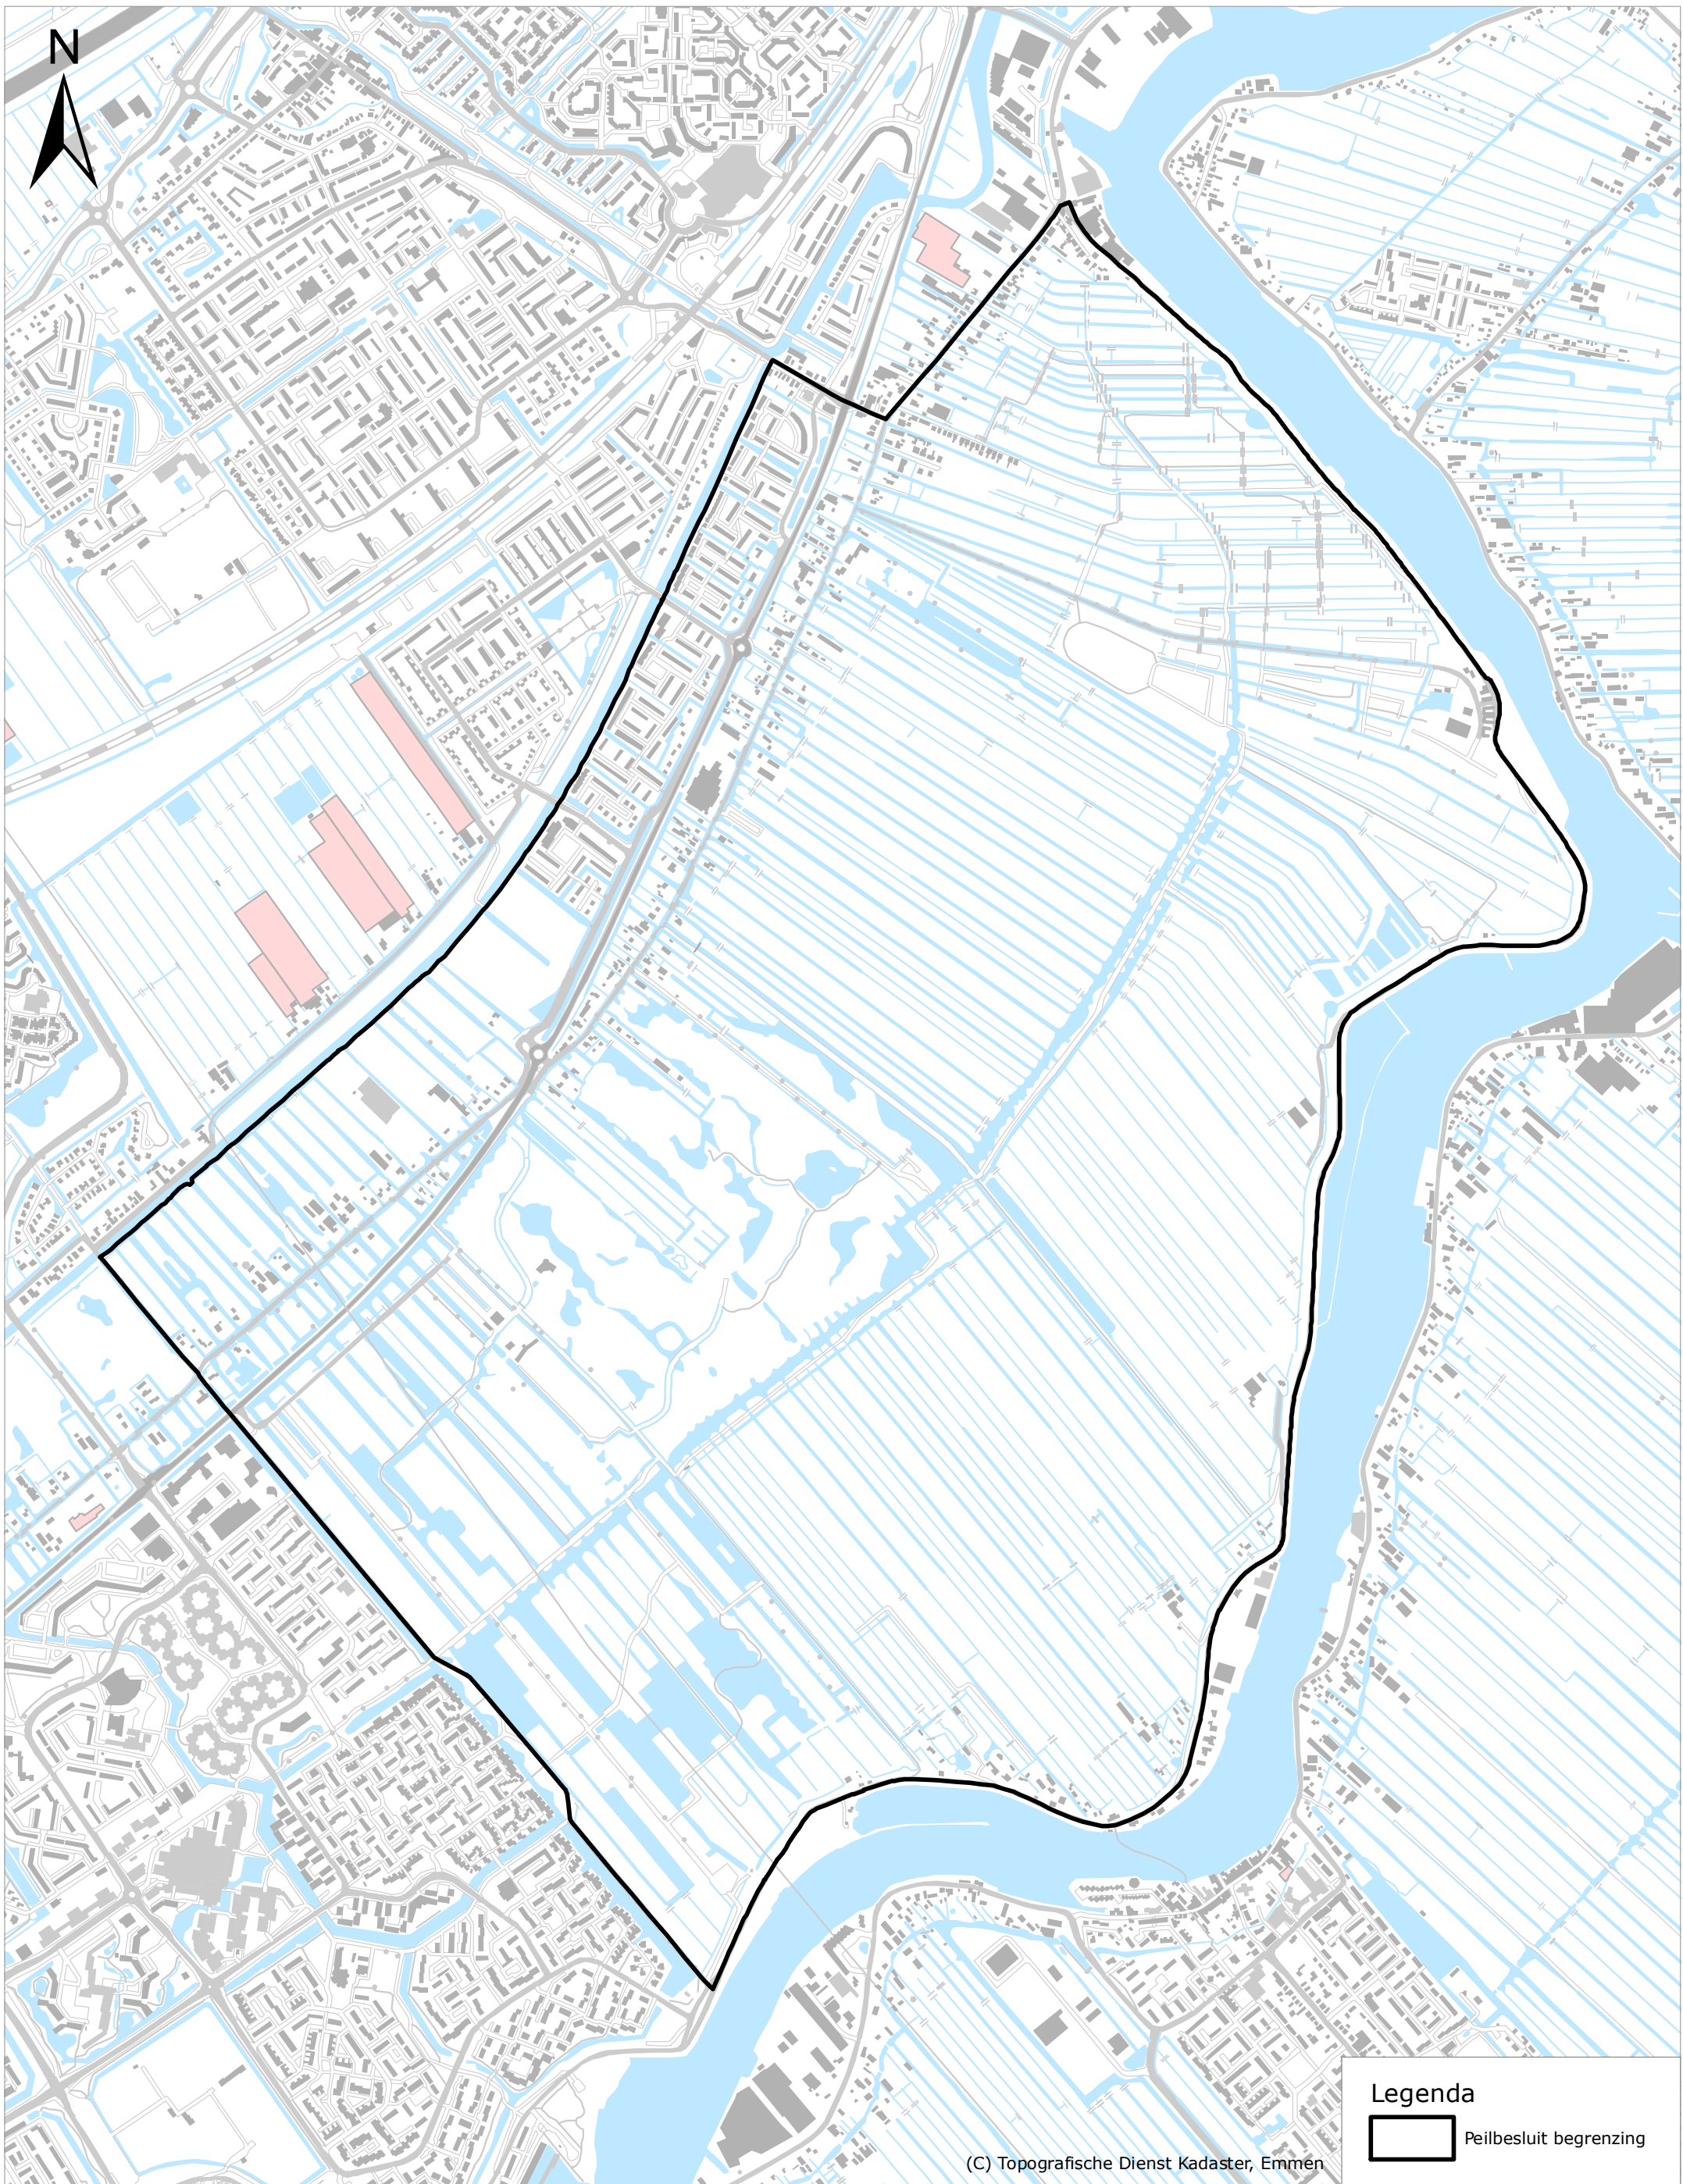 N
Legenda
Peilbesluit begrenzing
(C) Topografische Dienst Kadaster, Emmen